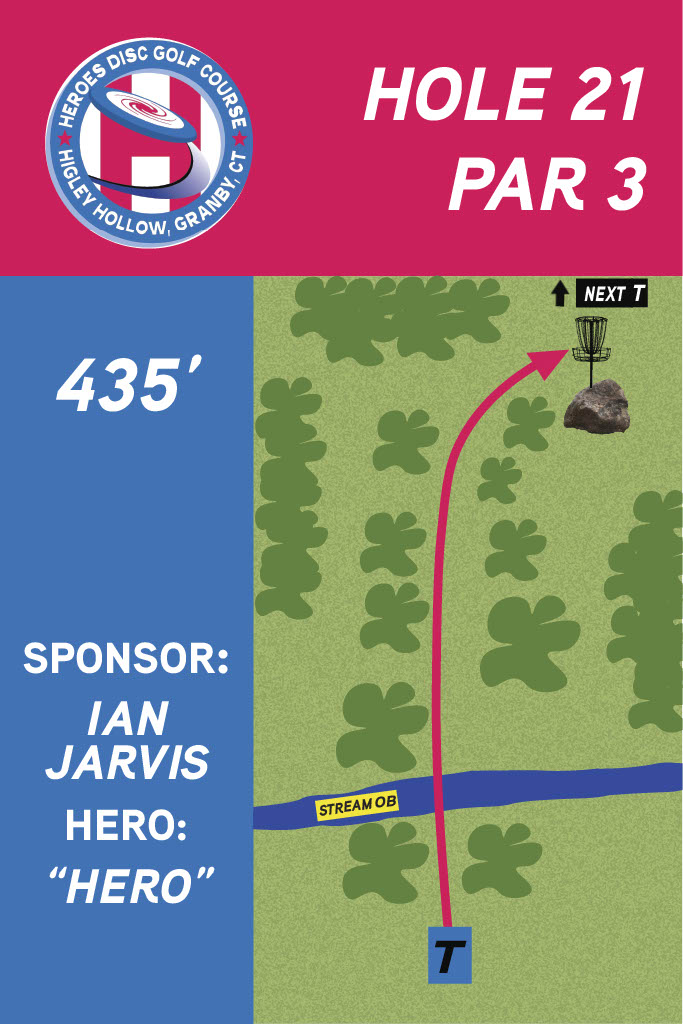 HEROES DISC GOLF COURSE
HIGLEY HOLLOW, GRANBY, CT
HOLE 21
PAR 3
NEXT T
435’
STREAM OB
SPONSOR:
IAN
JARVIS
HERO:
“HERO”
T